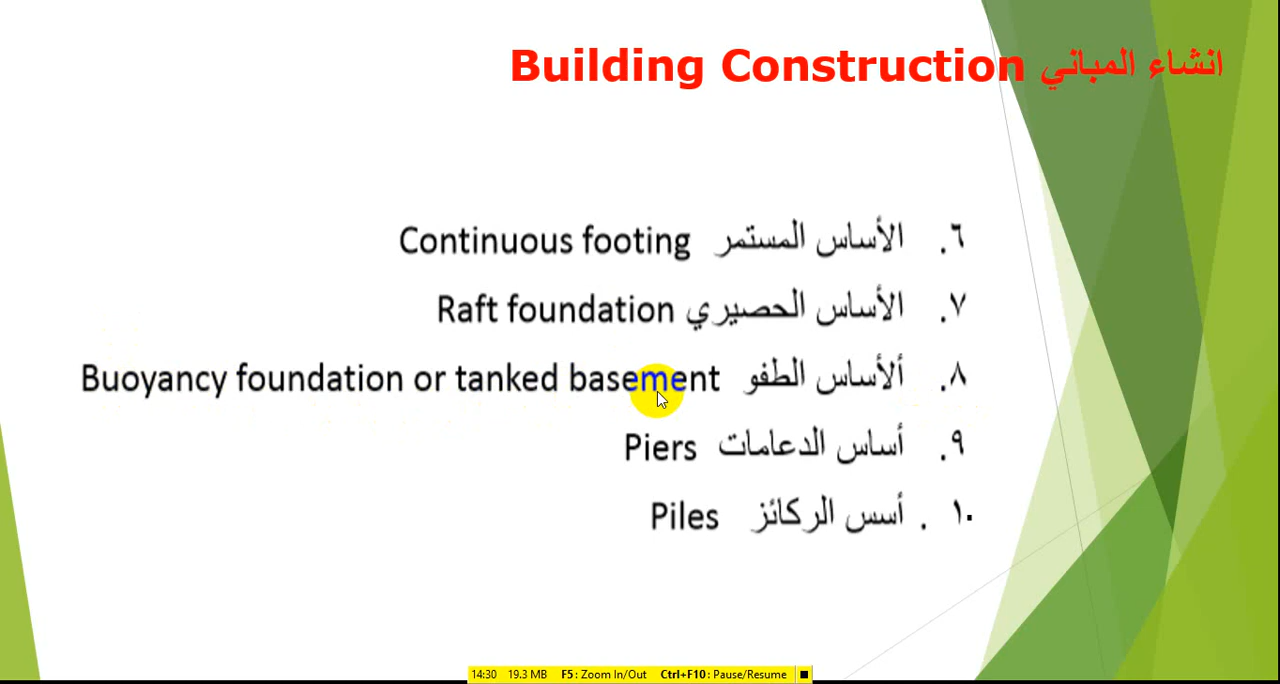 Building Construction انشاء المباني
٦. الأساس المستمر Continuous footing
٧. الأساس الحصيري Raft foundation
٨. ألأساس الطفو Buoyancy foundation or tanked basement
٩. أساس الدعامات Piers
١٠. أسس الركائز Piles
14:30 19.3 MB F5: Zoom In/Out Ctrl+F10: Pause/Resume